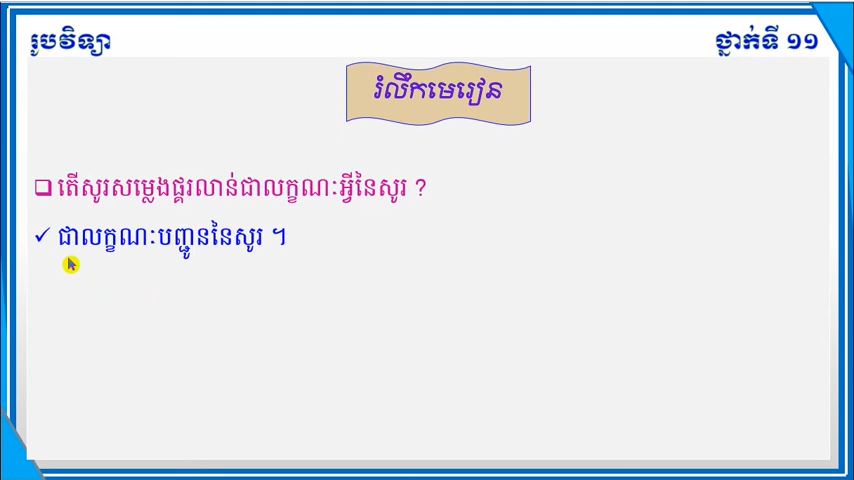 រូបវិទ្យា
ថ្នាក់ទី ១១
រំលឹកមេរៀន
តើសូរសម្លេងផ្គរលាន់ជាលក្ខណៈអ្វីនៃសូរ ?
ជាលក្ខណៈបញ្ជូននៃសូរ ។